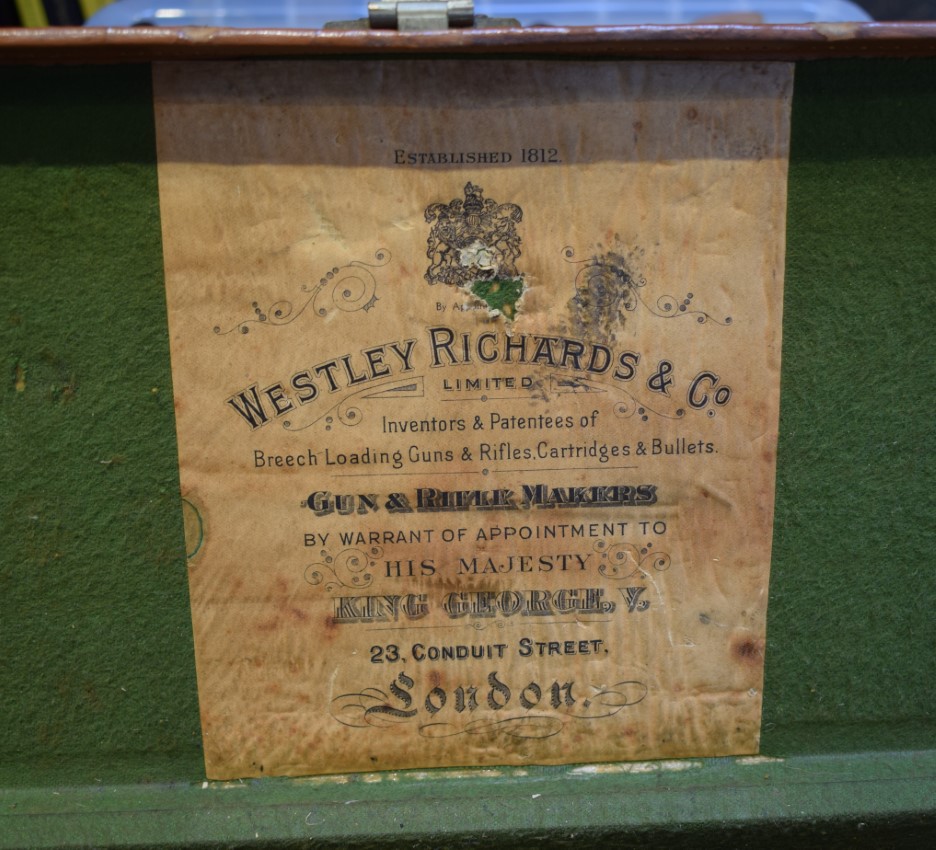 ESTABLISHED 1812.
By
WESTLEY RICHARDS & Co
LIMITED
Inventors & Patentees of
Breech Loading Guns & Rifles, Cartridges & Bullets.
GUN & RIFLE MAKERS
BY WARRANT OF APPOINTMENT TO
HIS MAJESTY
KING GEORGE, V.
23, CONDUIT STREET,
London.